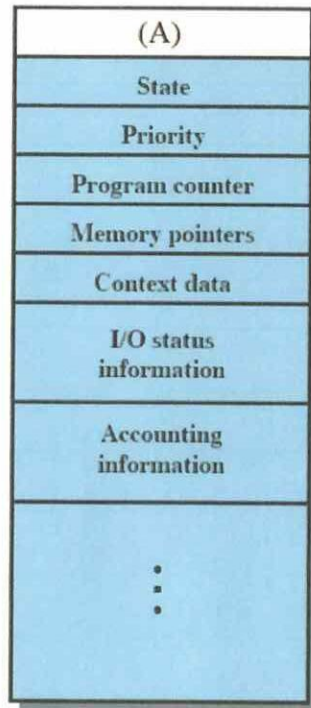 (A)
State
Priority
Program counter
Memory pointers
Context data
I/O status
information
Accounting
information